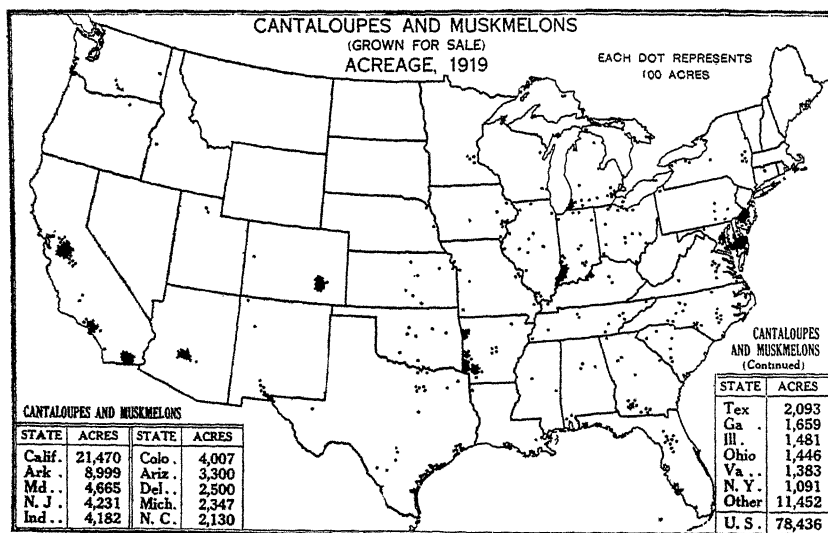 CANTALOUPES AND MUSKMELONS
(GROWN FOR SALE)
ACREAGE, 1919
EACH DOT REPRESENTS
100 ACRES
CANTALOUPES AND MUSKMELONS
STATE ACRES STATE ACRES
Calif. 21,470 Colo. 4,007
Ark. 8,999 Ariz. 3,300
Md.. 4,665 Del.. 2,500
N. J. 4,231 Mich. 2,347
Ind.. 4,182 N. C. 2,130
CANTALOUPES
AND MUSKMELONS
(Continued)
STATE ACRES
Tex 2,093
Ga . 1,659
Ill. 1,481
Ohio 1,446
Va .. 1,383
N. Y. 1,091
Other 11,452
U. S. 78,436